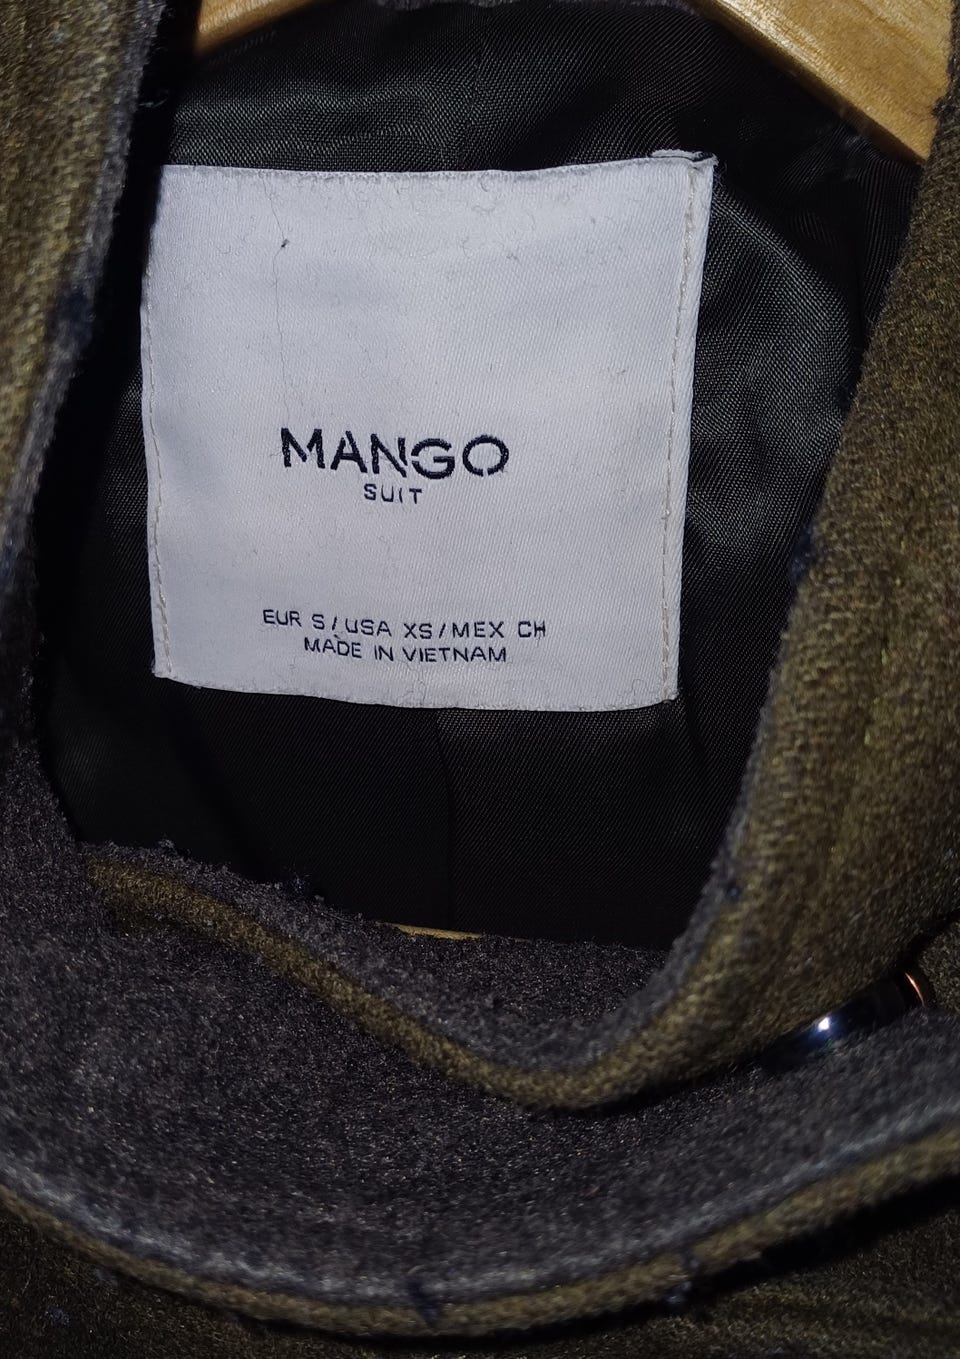 MANGO
SUIT
EUR S / USA XS / MEX CH
MADE IN VIETNAM